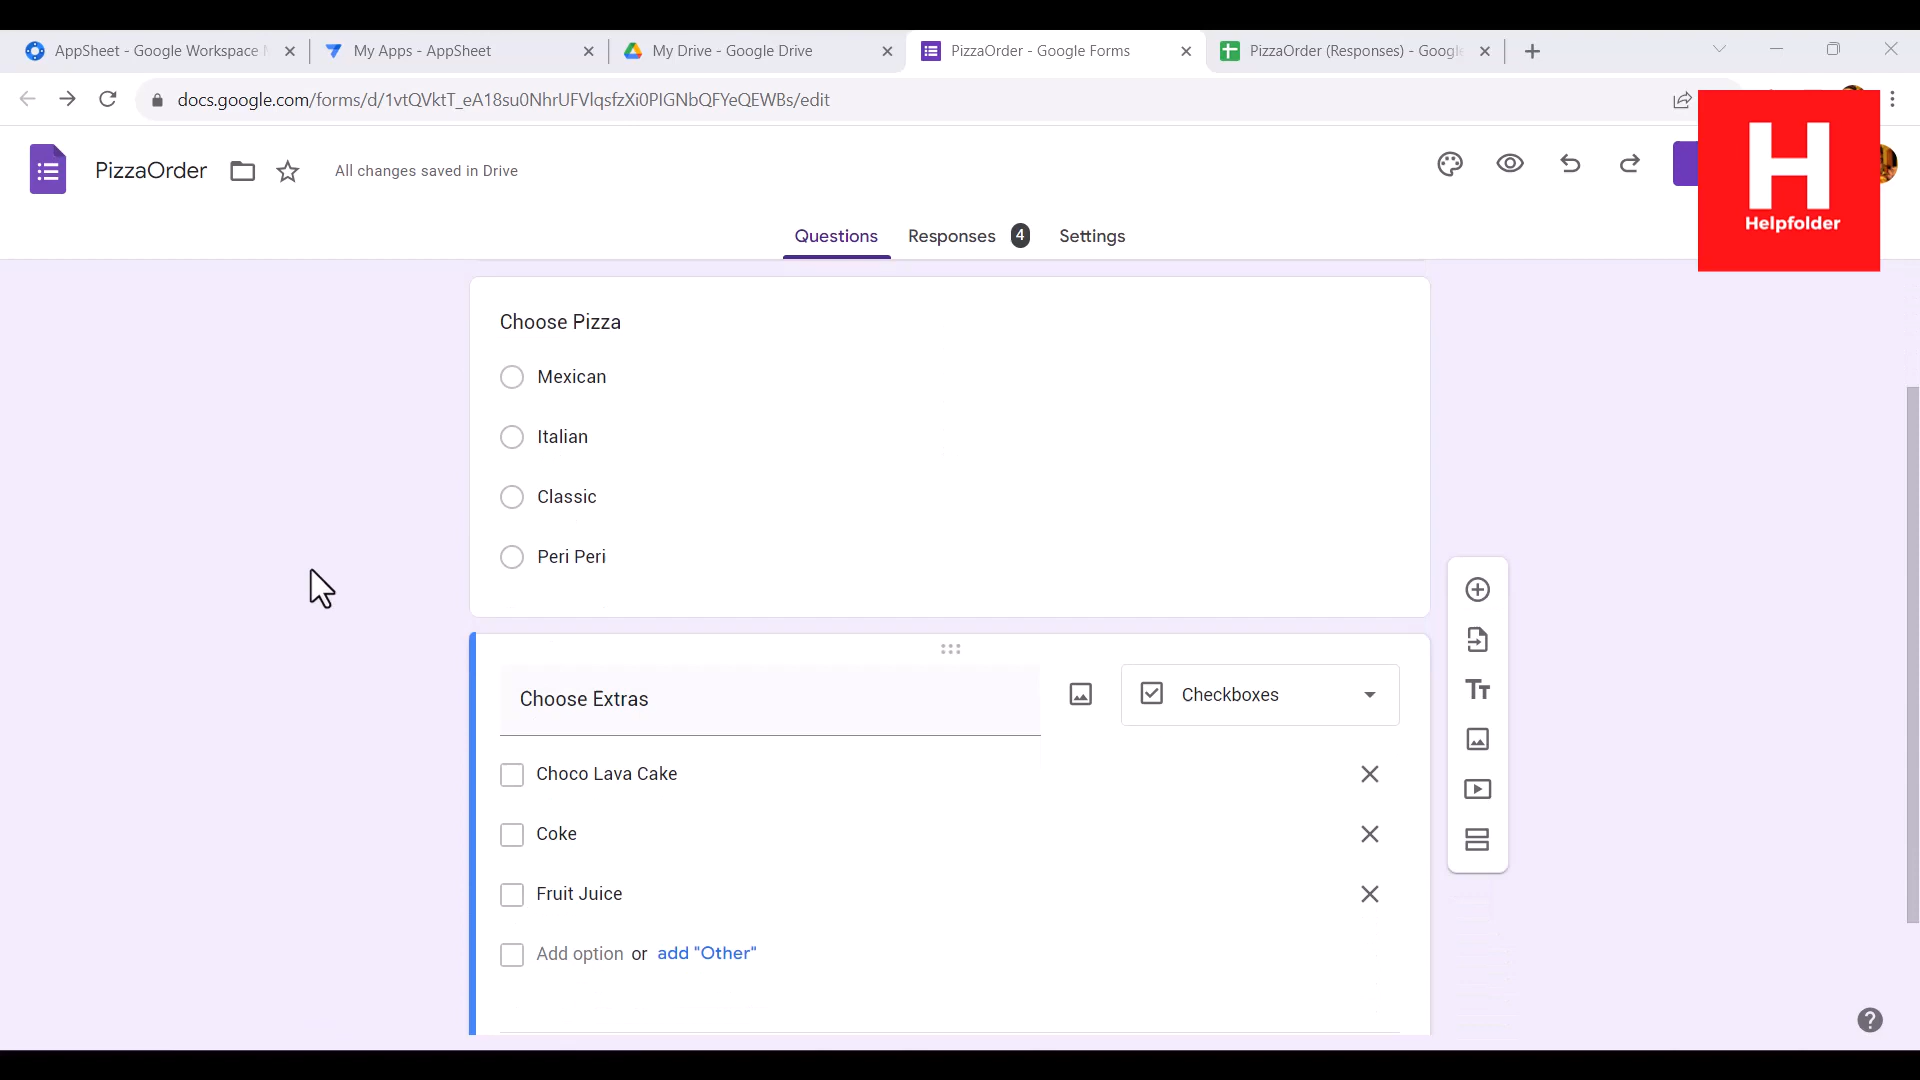 AppSheet - Google Workspace
My Apps - AppSheet
My Drive - Google Drive
PizzaOrder - Google Forms
PizzaOrder (Responses) - Google
docs.google.com/forms/d/1vtQVktT_eA18su0NhrUFVlqsfzXi0PIGNbQFYeQEWBs/edit
PizzaOrder
All changes saved in Drive
H
Helpfolder
Questions
Responses
4
Settings
Choose Pizza
Mexican
Italian
Classic
Peri Peri
Choose Extras
Checkboxes
Choco Lava Cake
Coke
Fruit Juice
Add option or add "Other"